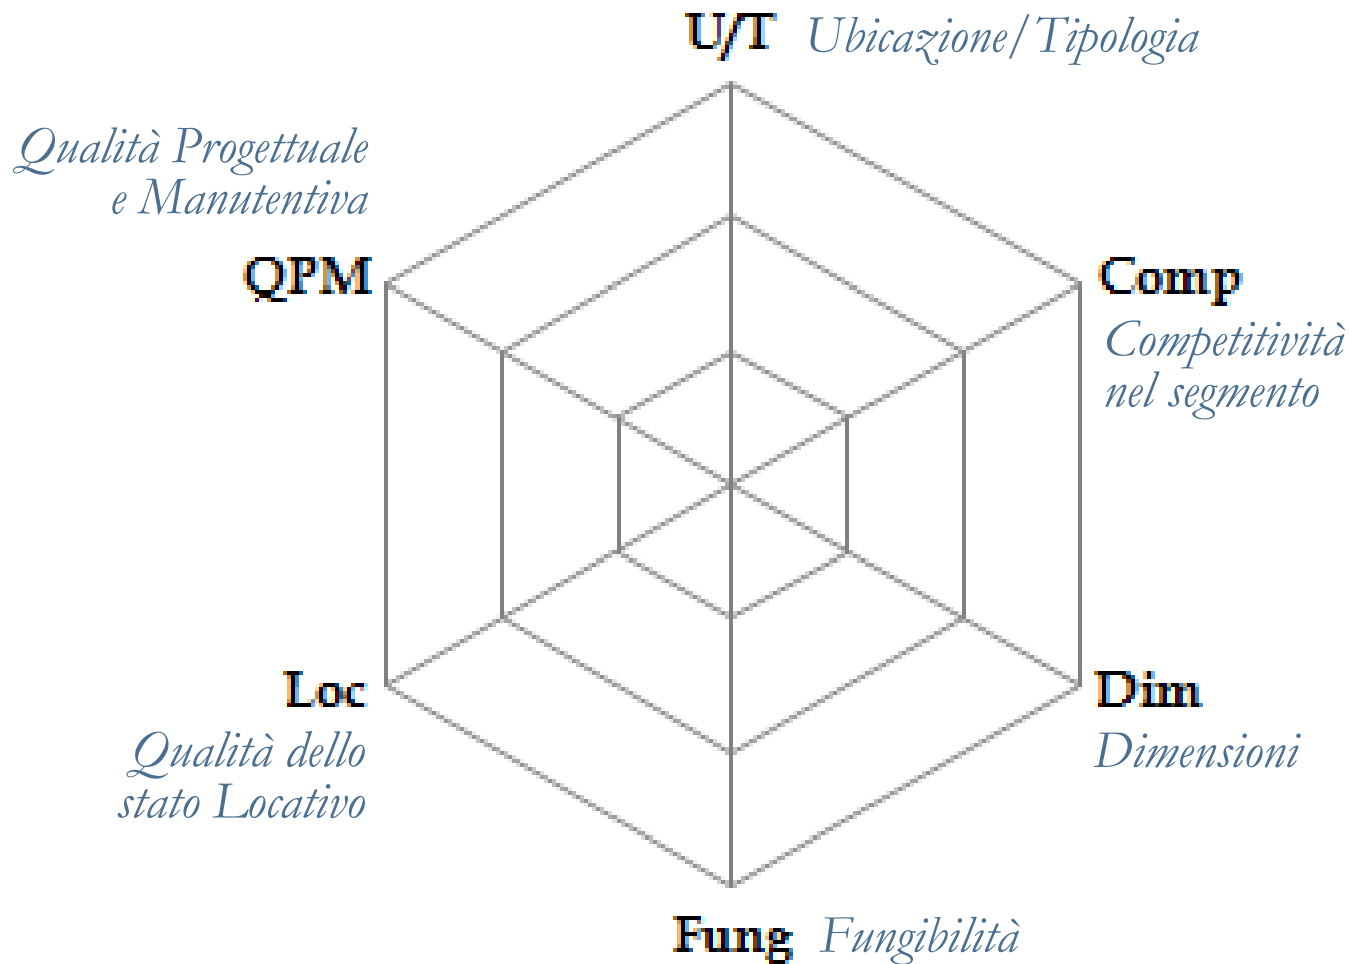 U/T Ubicazione/Tipologia
Qualità Progettuale
e Manutentiva
QPM
Comp
Competitività
nel segmento
Loc
Qualità dello
stato Locativo
Dim
Dimensioni
Fung Fungibilità